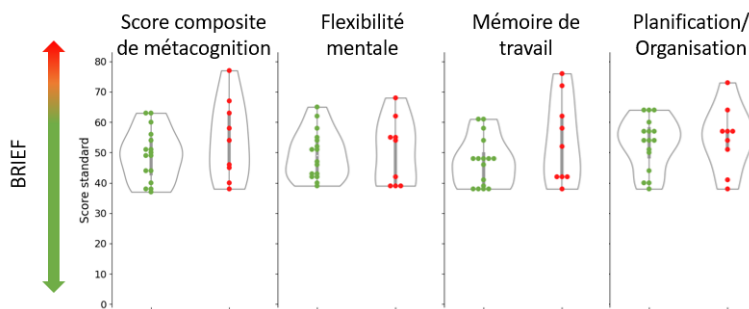 Score composite
de métacognition
Flexibilité
mentale
Mémoire de
travail
Planification/
Organisation
BRIEF
Score standard
80
70
60
50
40
30
20
10
0